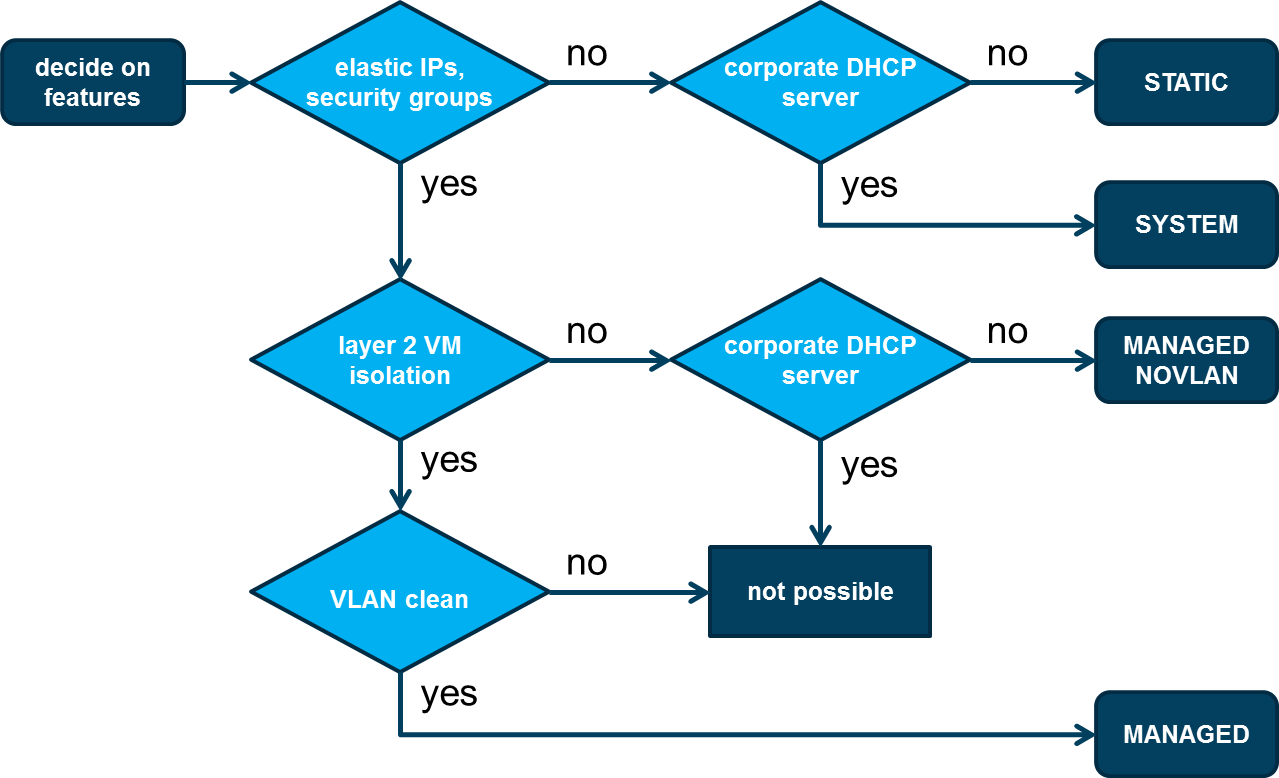 decide on
features
elastic IPs,
security groups
no
corporate DHCP
server
no
STATIC
yes
yes
SYSTEM
layer 2 VM
isolation
no
corporate DHCP
server
no
MANAGED
NOVLAN
yes
yes
VLAN clean
no
not possible
yes
MANAGED